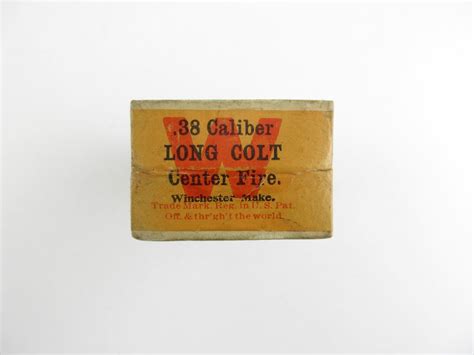 .38 Caliber
LONG COLT
Center Fire.
W
Winchester Make.
Trade Mark. Reg. in U.S. Pat.
Off. & thr'gh't the world.